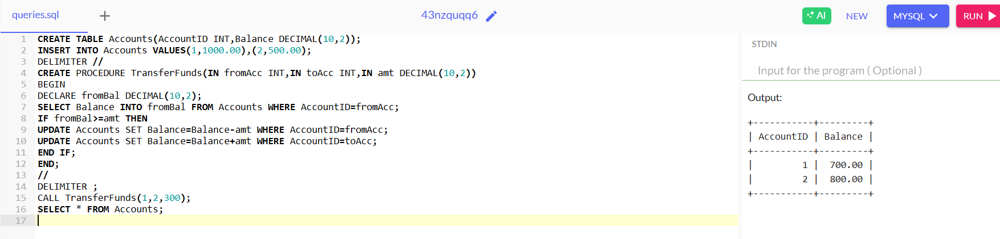 queries.sql
43nzquqq6
AI
NEW
MYSQL
RUN
1 CREATE TABLE Accounts(AccountID INT,Balance DECIMAL(10,2));
2 INSERT INTO Accounts VALUES(1,1000.00),(2,500.00);
3 DELIMITER //
4 CREATE PROCEDURE TransferFunds(IN fromAcc INT,IN toAcc INT,IN amt DECIMAL(10,2))
5 BEGIN
6 DECLARE fromBal DECIMAL(10,2);
7 SELECT Balance INTO fromBal FROM Accounts WHERE AccountID=fromAcc;
8 IF fromBal>=amt THEN
9 UPDATE Accounts SET Balance=Balance-amt WHERE AccountID=fromAcc;
10 UPDATE Accounts SET Balance=Balance+amt WHERE AccountID=toAcc;
11 END IF;
12 END;
13 //
14 DELIMITER ;
15 CALL TransferFunds(1,2,300);
16 SELECT * FROM Accounts;
17
STDIN
Input for the program ( Optional )
Output:
+-----------+---------+
| AccountID | Balance |
+-----------+---------+
|         1 |  700.00 |
|         2 |  800.00 |
+-----------+---------+